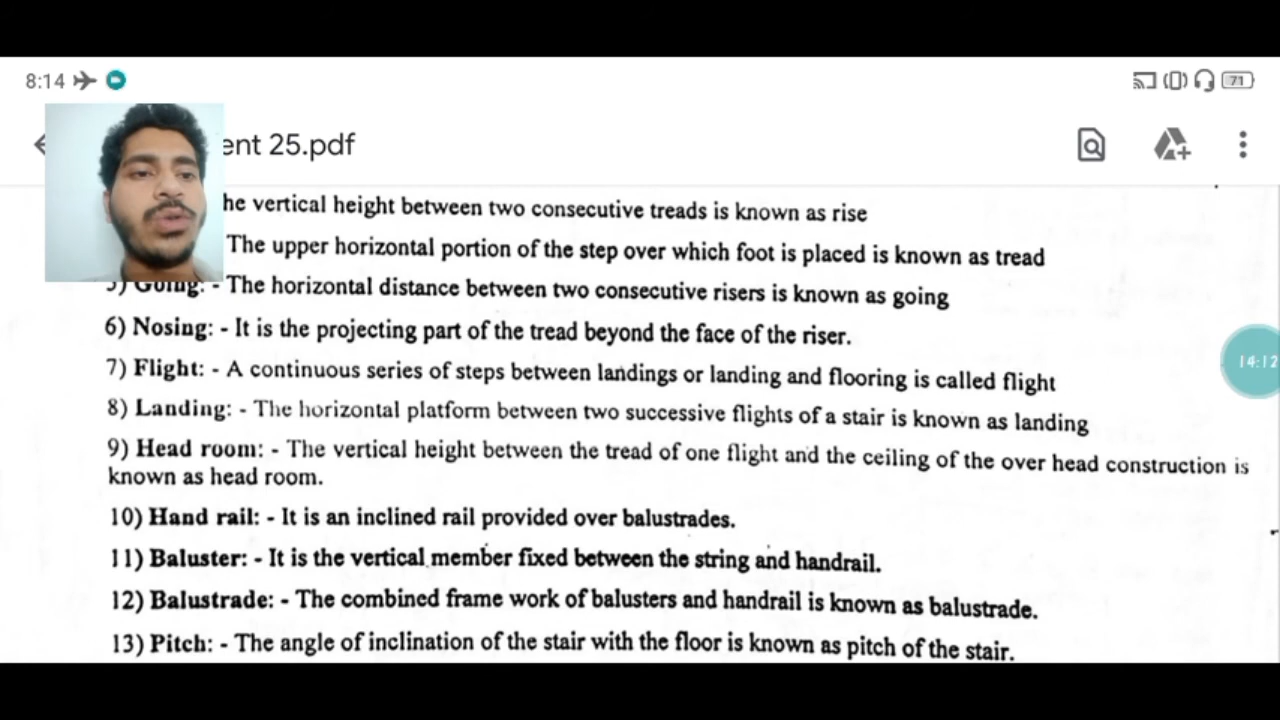 8:14
71
ent 25.pdf
he vertical height between two consecutive treads is known as rise
The upper horizontal portion of the step over which foot is placed is known as tread
5) Going: - The horizontal distance between two consecutive risers is known as going
6) Nosing: - It is the projecting part of the tread beyond the face of the riser.
14:12
7) Flight: - A continuous series of steps between landings or landing and flooring is called flight
8) Landing: - The horizontal platform between two successive flights of a stair is known as landing
9) Head room: - The vertical height between the tread of one flight and the ceiling of the over head construction is
known as head room.
10) Hand rail: - It is an inclined rail provided over balustrades.
11) Baluster: - It is the vertical member fixed between the string and handrail.
12) Balustrade: - The combined frame work of balusters and handrail is known as balustrade.
13) Pitch: - The angle of inclination of the stair with the floor is known as pitch of the stair.